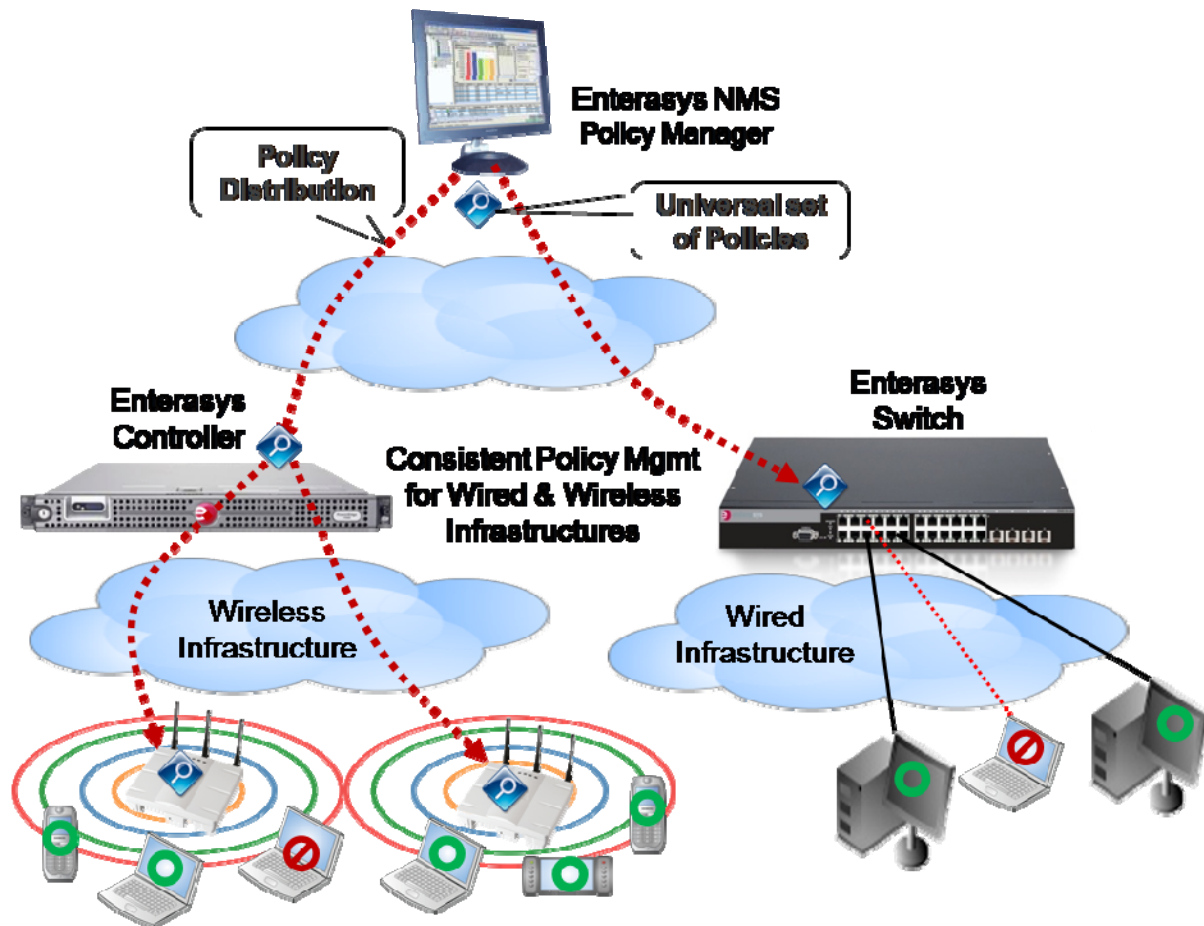 Enterasys NMS
Policy Manager
Policy
Distribution
Universal set
of Policies
Enterasys
Controller
Consistent Policy Mgmt
for Wired & Wireless
Infrastructures
Enterasys
Switch
Wireless
Infrastructure
Wired
Infrastructure